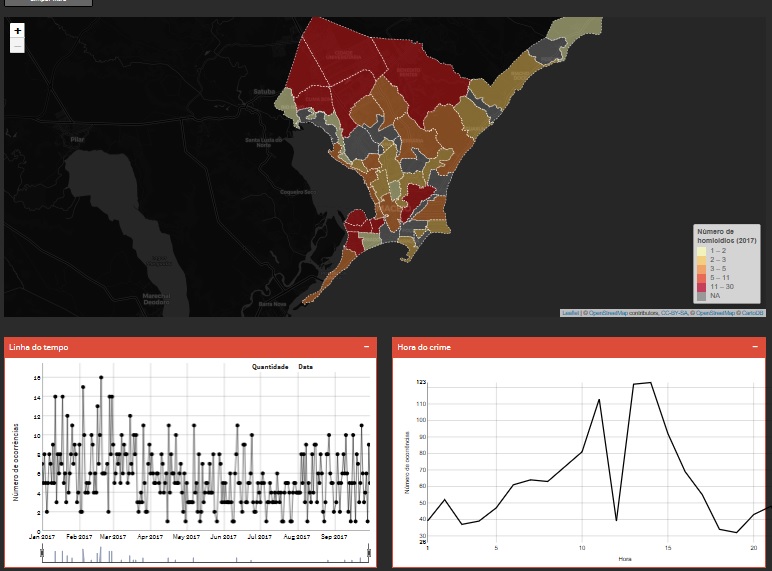 +
−
Satuba
Pilar
Santa Luzia do
Norte
Coqueiro Seco
Marechal
Deodoro
Barra Nova
Número de
homicídios (2017)
1 – 2
2 – 3
3 – 5
5 – 11
11 – 30
NA
Leaflet | © OpenStreetMap contributors, CC-BY-SA, © OpenStreetMap © CartoDB
Linha do tempo −
Quantidade Data
Número de ocorrências
16
14
12
10
8
6
4
2
0
Jan 2017 Feb 2017 Mar 2017 Apr 2017 May 2017 Jun 2017 Jul 2017 Aug 2017 Sep 2017
Hora do crime −
Número de ocorrências
123
110
100
90
80
70
60
50
40
30
26
1 5 10 15 20
Hora